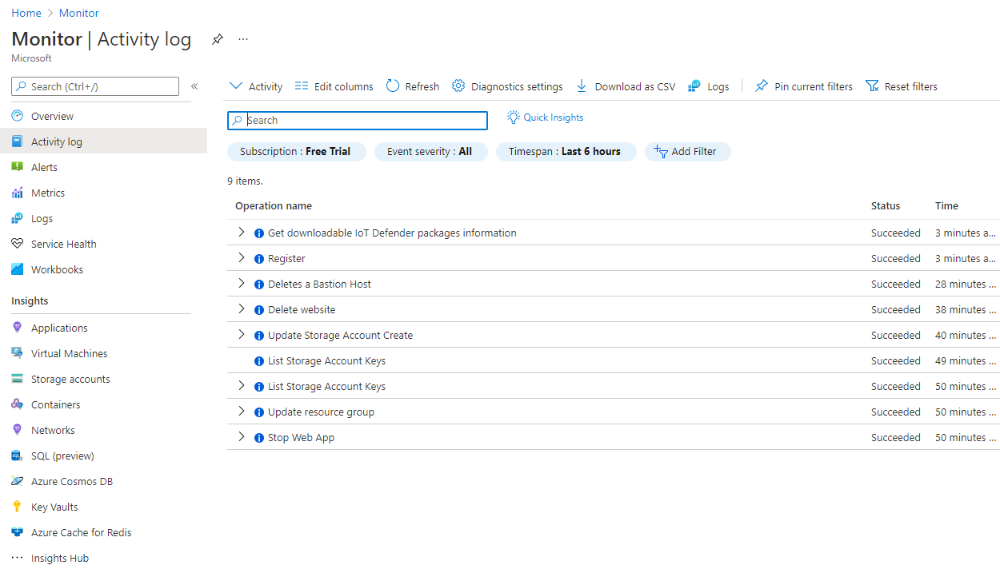 Home > Monitor
Monitor | Activity log ...
Microsoft
Search (Ctrl+/) «
Overview
Activity log
Alerts
Metrics
Logs
Service Health
Workbooks
Insights
Applications
Virtual Machines
Storage accounts
Containers
Networks
SQL (preview)
Azure Cosmos DB
Key Vaults
Azure Cache for Redis
... Insights Hub
Activity Edit columns Refresh Diagnostics settings Download as CSV Logs Pin current filters Reset filters
Search Quick Insights
Subscription : Free Trial Event severity : All Timespan : Last 6 hours Add Filter
9 items.
Operation name Status Time
Get downloadable IoT Defender packages information Succeeded 3 minutes a...
Register Succeeded 3 minutes a...
Deletes a Bastion Host Succeeded 28 minutes ...
Delete website Succeeded 38 minutes ...
Update Storage Account Create Succeeded 40 minutes ...
List Storage Account Keys Succeeded 49 minutes ...
List Storage Account Keys Succeeded 50 minutes ...
Update resource group Succeeded 50 minutes ...
Stop Web App Succeeded 50 minutes ...